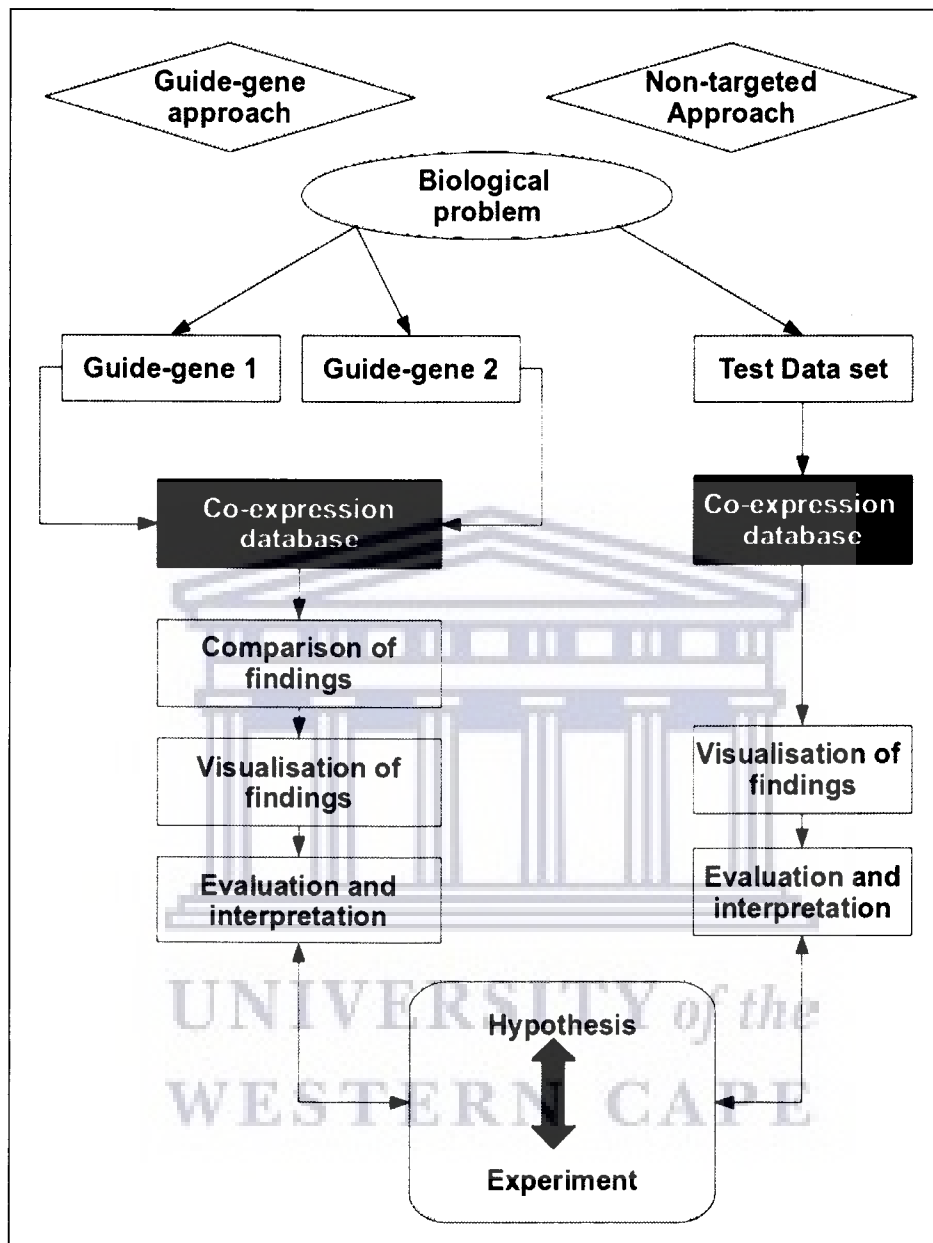 Guide-gene
approach
Non-targeted
Approach
Biological
problem
Guide-gene 1
Guide-gene 2
Test Data set
Co-expression
database
Co-expression
database
Comparison of
findings
Visualisation of
findings
Visualisation of
findings
Evaluation and
interpretation
Evaluation and
interpretation
Hypothesis
Experiment
UNIVERSITY of the
WESTERN CAPE